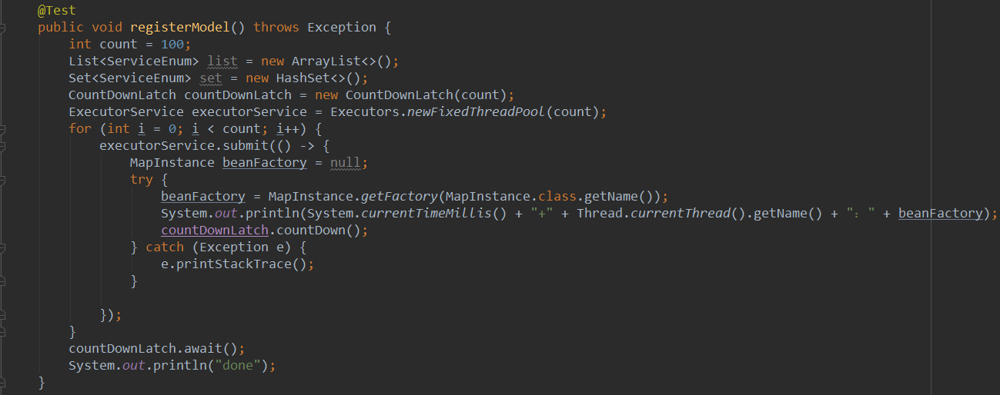 @Test
public void registerModel() throws Exception {
int count = 100;
List<ServiceEnum> list = new ArrayList<>();
Set<ServiceEnum> set = new HashSet<>();
CountDownLatch countDownLatch = new CountDownLatch(count);
ExecutorService executorService = Executors.newFixedThreadPool(count);
for (int i = 0; i < count; i++) {
executorService.submit(() -> {
MapInstance beanFactory = null;
try {
beanFactory = MapInstance.getFactory(MapInstance.class.getName());
System.out.println(System.currentTimeMillis() + "+" + Thread.currentThread().getName() + "：" + beanFactory);
countDownLatch.countDown();
} catch (Exception e) {
e.printStackTrace();
}
});
}
countDownLatch.await();
System.out.println("done");
}